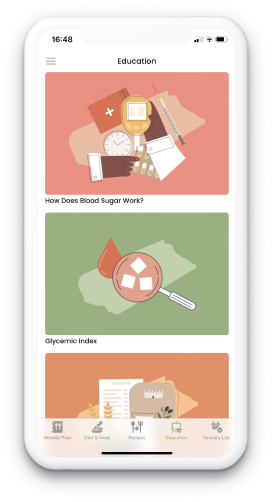 16:48
Education
How Does Blood Sugar Work?
Glycemic Index
Weekly Plan
Diet & Meal
Recipes
Education
Grocery List